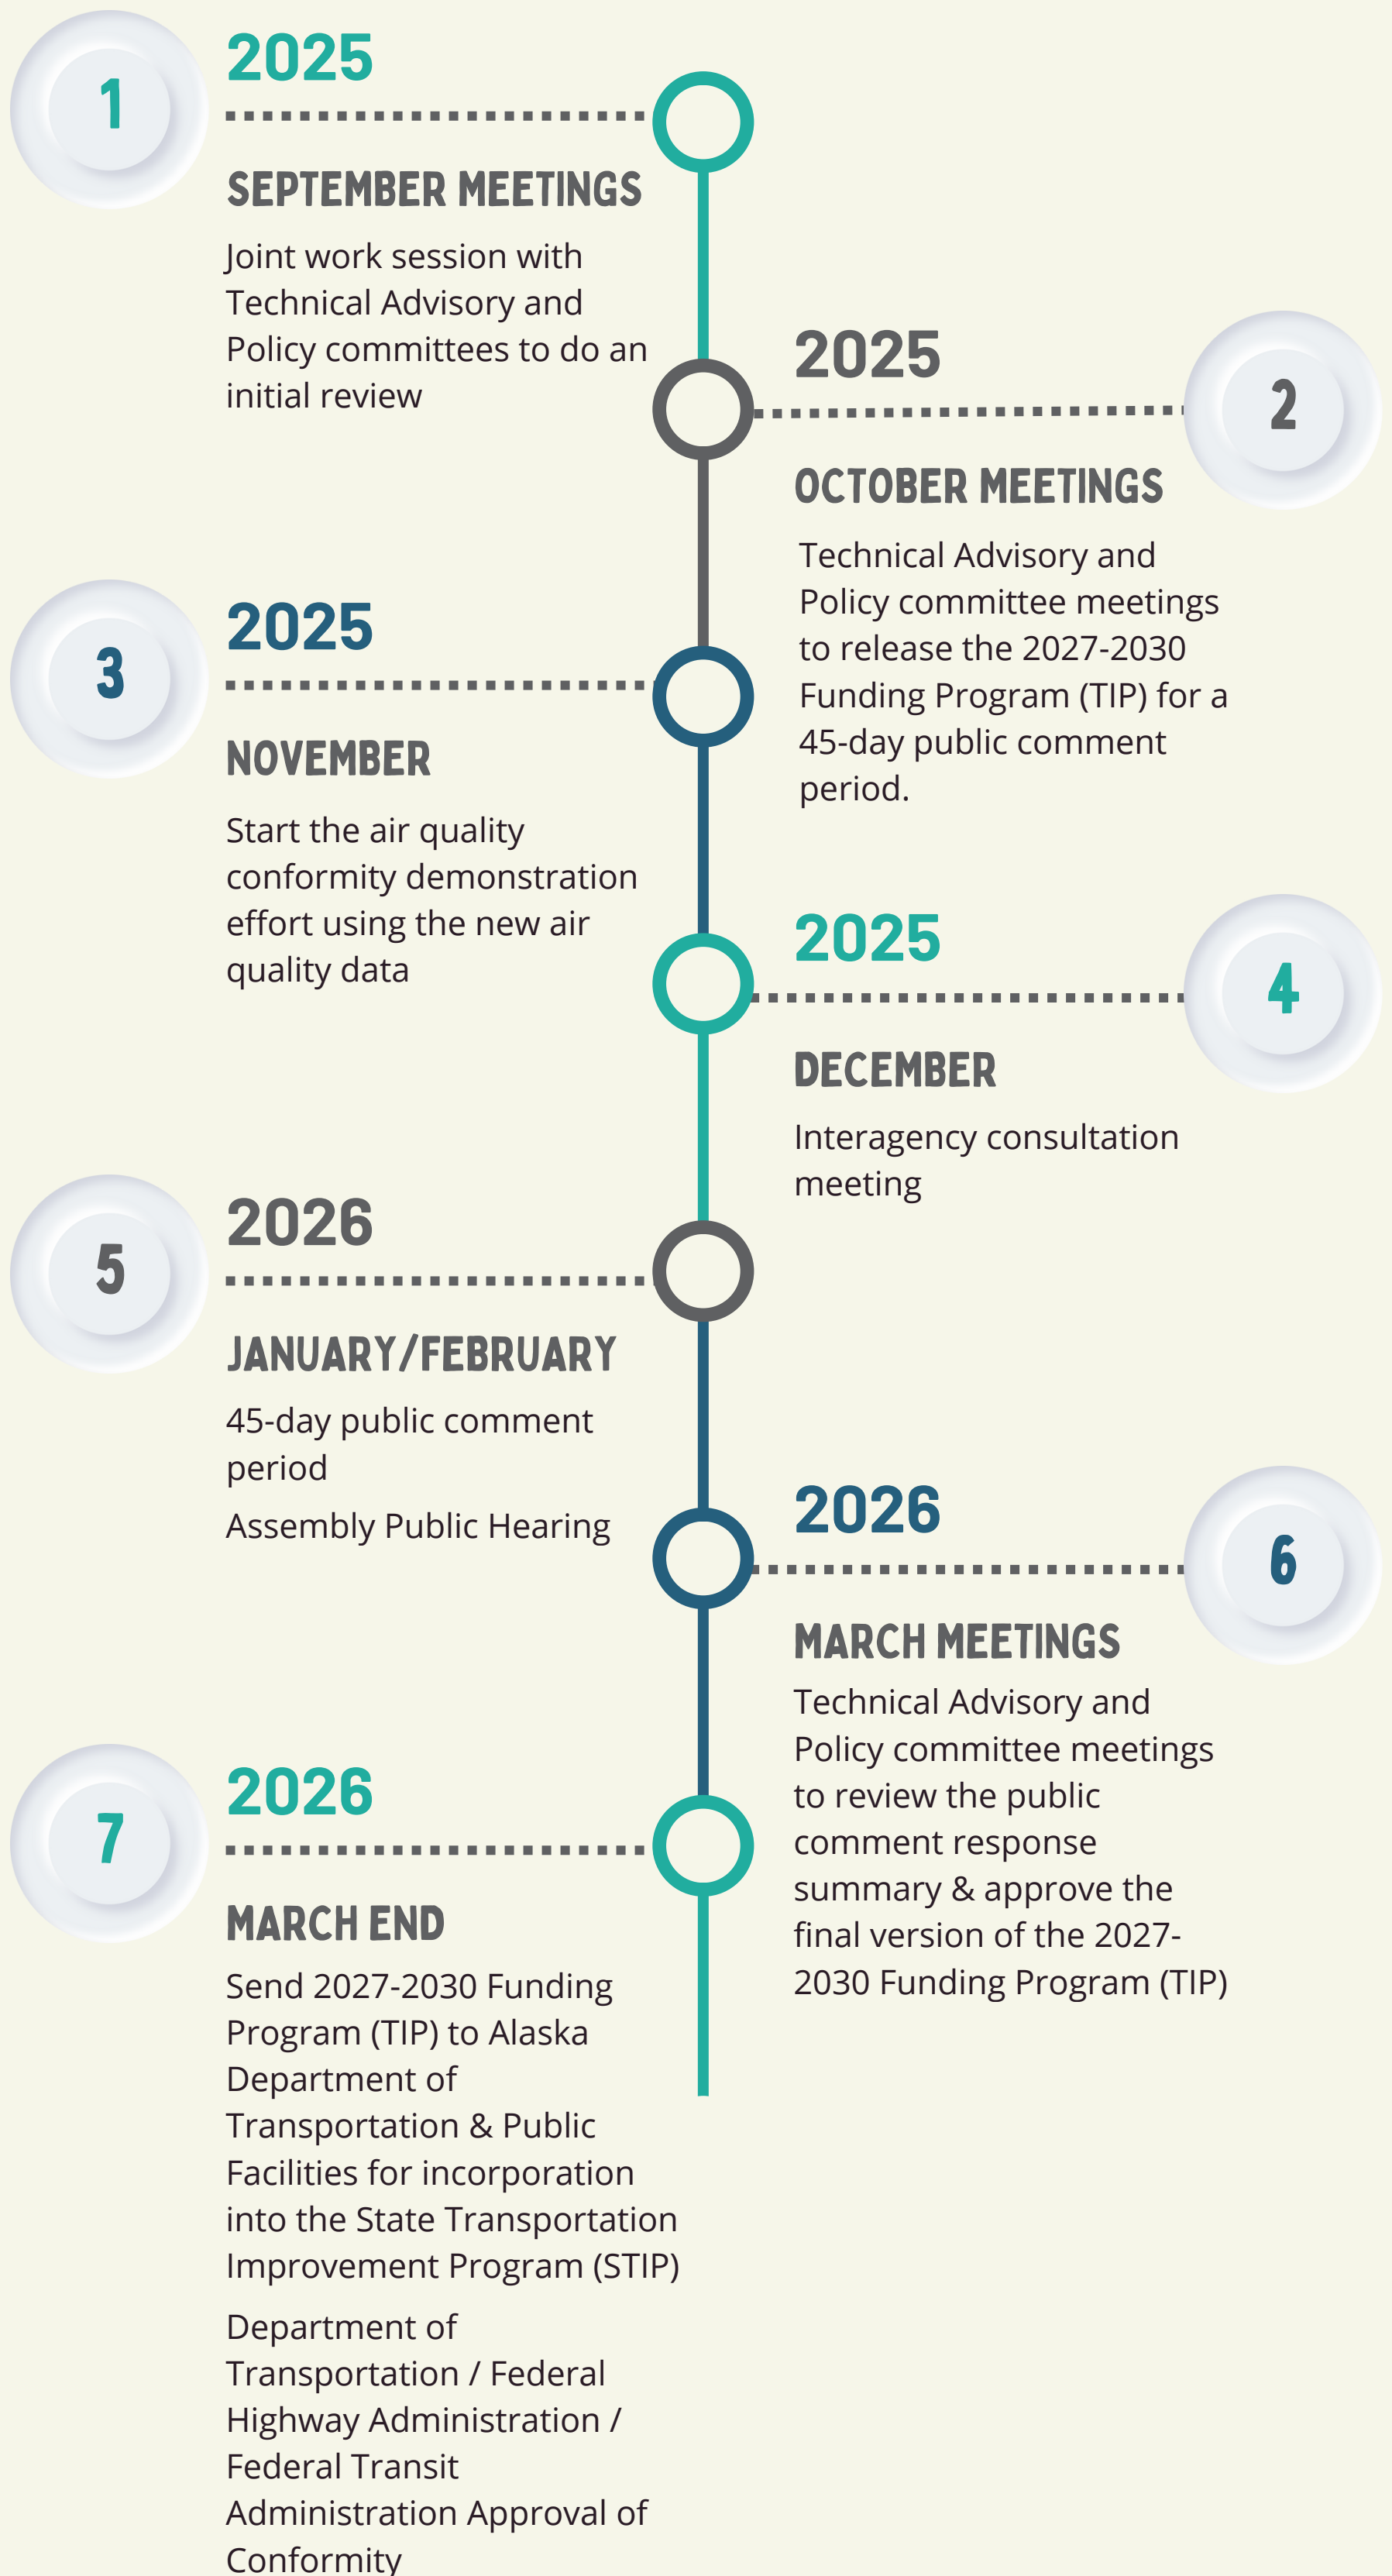 1
2025
SEPTEMBER MEETINGS
Joint work session with
Technical Advisory and
Policy committees to do an
initial review
2
2025
OCTOBER MEETINGS
Technical Advisory and
Policy committee meetings
to release the 2027-2030
Funding Program (TIP) for a
45-day public comment
period.
3
2025
NOVEMBER
Start the air quality
conformity demonstration
effort using the new air
quality data
4
2025
DECEMBER
Interagency consultation
meeting
5
2026
JANUARY/FEBRUARY
45-day public comment
period
Assembly Public Hearing
6
2026
MARCH MEETINGS
Technical Advisory and
Policy committee meetings
to review the public
comment response
summary & approve the
final version of the 2027-
2030 Funding Program (TIP)
7
2026
MARCH END
Send 2027-2030 Funding
Program (TIP) to Alaska
Department of
Transportation & Public
Facilities for incorporation
into the State Transportation
Improvement Program (STIP)
Department of
Transportation / Federal
Highway Administration /
Federal Transit
Administration Approval of
Conformity